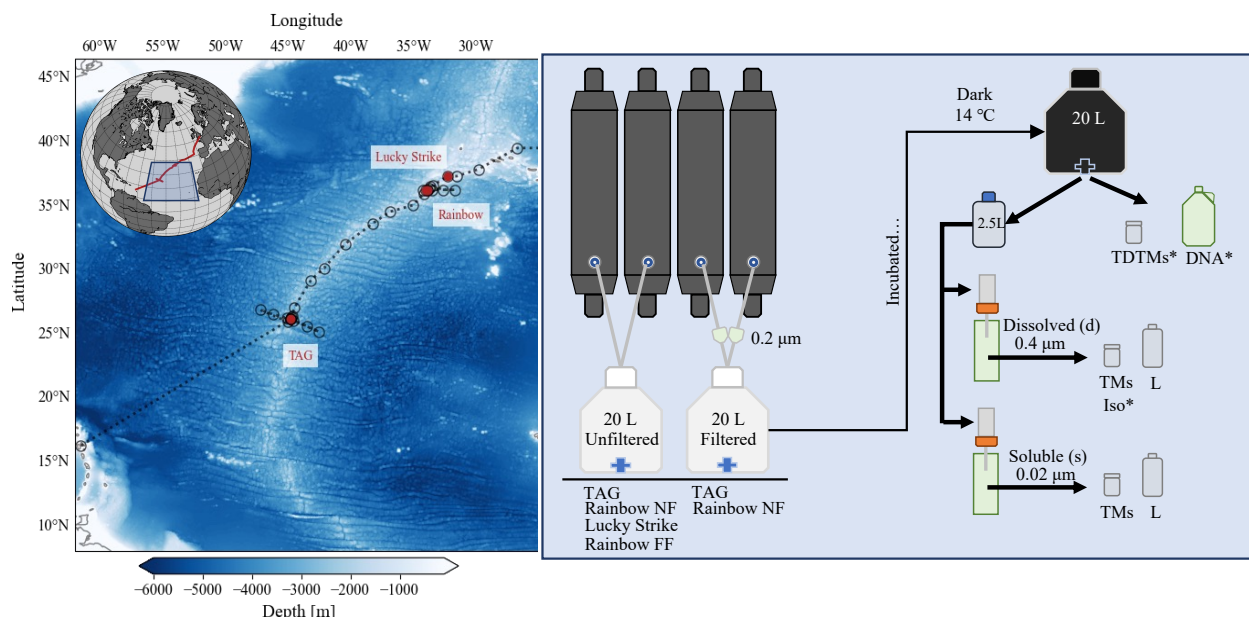 Longitude
60°W 55°W 50°W 45°W 40°W 35°W 30°W
45°N
40°N
35°N
30°N
25°N
20°N
15°N
10°N
Latitude
Lucky Strike
Rainbow
TAG
−6000 −5000 −4000 −3000 −2000 −1000
Depth [m]
0.2 μm
20 L
Unfiltered
20 L
Filtered
TAG
Rainbow NF
Lucky Strike
Rainbow FF
TAG
Rainbow NF
Incubated…
Dark
14 °C
20 L
2.5L
TDTMs*
DNA*
Dissolved (d)
0.4 μm
TMs
Iso*
L
Soluble (s)
0.02 μm
TMs
L